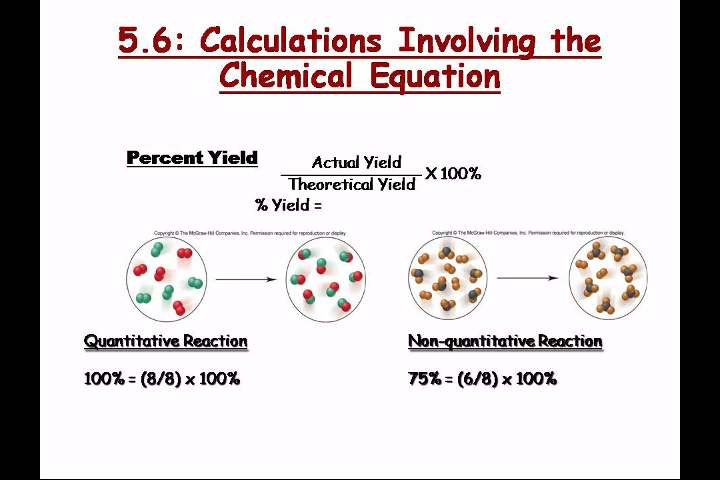 5.6: Calculations Involving the
Chemical Equation
Percent Yield
Actual Yield
Theoretical Yield
X 100%
% Yield =
Copyright © The McGraw-Hill Companies, Inc. Permission required for reproduction or display.
Copyright © The McGraw-Hill Companies, Inc. Permission required for reproduction or display.
Quantitative Reaction
Non-quantitative Reaction
100% = (8/8) x 100%
75% = (6/8) x 100%